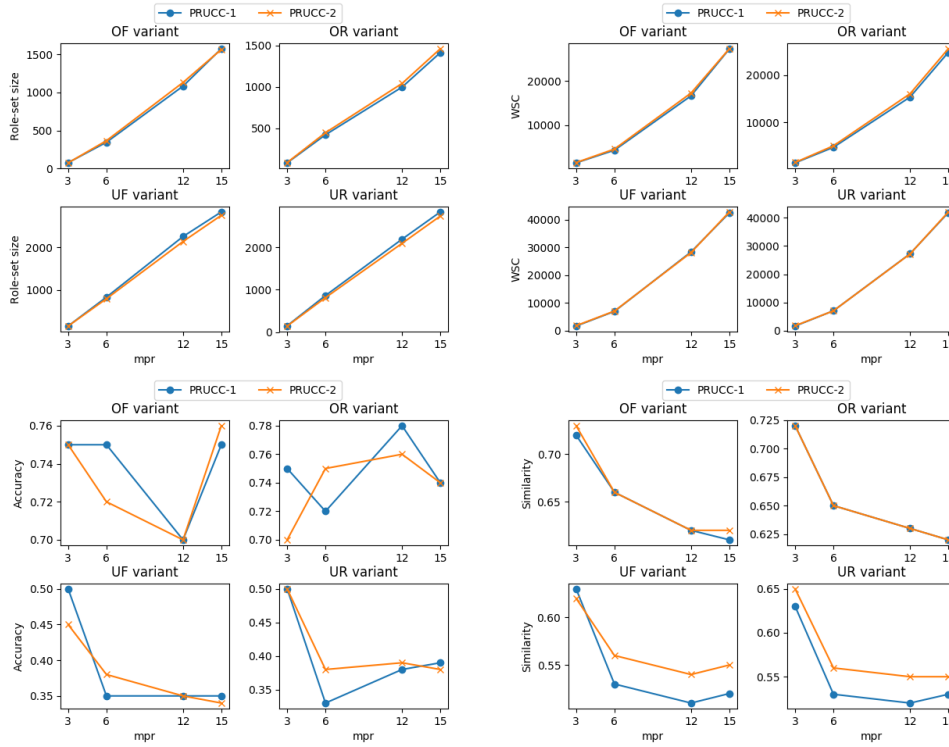 PRUCC-1 PRUCC-2
OF variant OR variant
Role-set size
1500
1000
500
0
3 6 12 15
1500
1000
500
3 6 12 15
UF variant UR variant
Role-set size
2000
1000
3 6 12 15
mpr
2000
1000
0
3 6 12 15
mpr
PRUCC-1 PRUCC-2
OF variant OR variant
WSC
20000
10000
3 6 12 15
20000
10000
3 6 12 1
UF variant UR variant
WSC
40000
30000
20000
10000
0
3 6 12 15
mpr
40000
30000
20000
10000
0
3 6 12 1
mpr
PRUCC-1 PRUCC-2
OF variant OR variant
Accuracy
0.76
0.74
0.72
0.70
3 6 12 15
0.78
0.76
0.74
0.72
0.70
3 6 12 15
UF variant UR variant
Accuracy
0.50
0.45
0.40
0.35
3 6 12 15
mpr
0.50
0.45
0.40
0.35
3 6 12 15
mpr
PRUCC-1 PRUCC-2
OF variant OR variant
Similarity
0.70
0.65
3 6 12 15
0.725
0.700
0.675
0.650
0.625
3 6 12 1
UF variant UR variant
Similarity
0.60
0.55
3 6 12 15
mpr
0.65
0.60
0.55
3 6 12 1
mpr